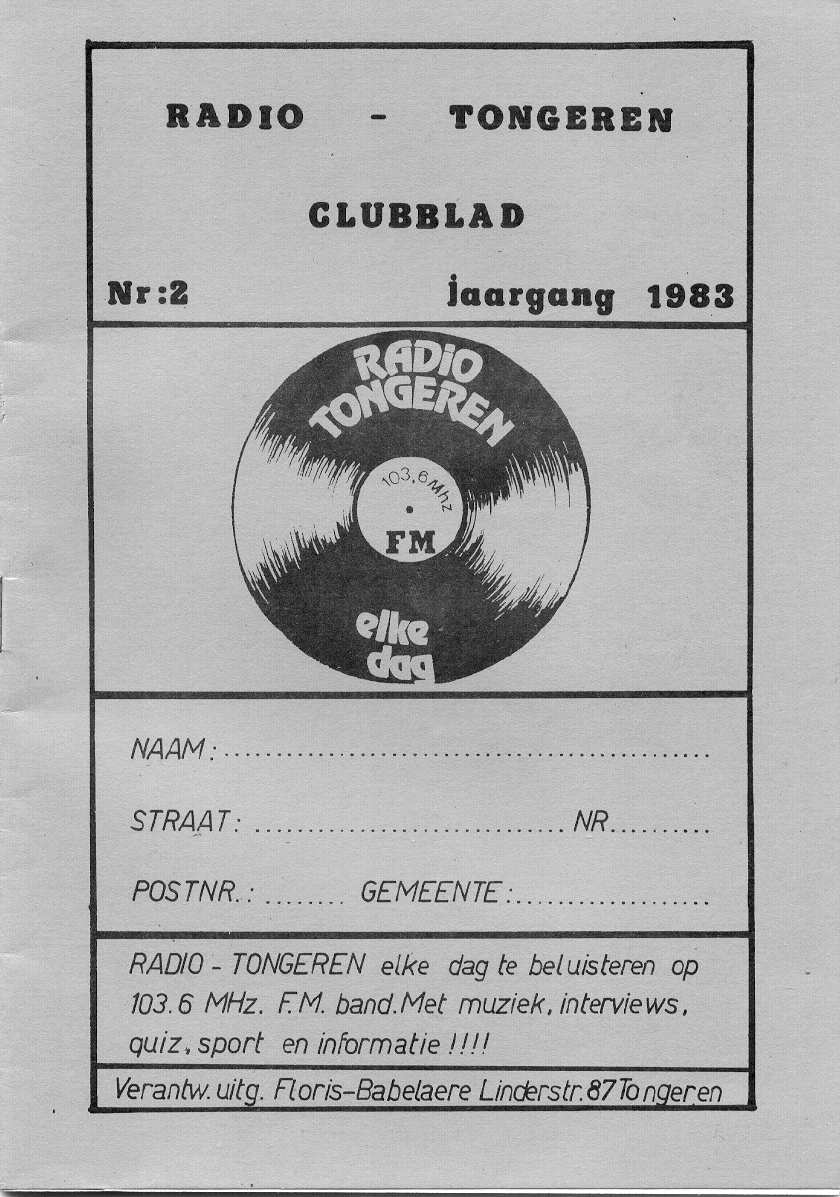 RADIO - TONGEREN
CLUBBLAD
Nr:2 jaargang 1983
RADiO
TONGEREN
103,6 Mhz
FM
elke
dag
NAAM: ................................................
STRAAT: .............................. NR..........
POSTNR.: ........ GEMEENTE:...................
RADIO - TONGEREN elke dag te beluisteren op
103.6 MHz. F.M. band.Met muziek, interviews,
quiz, sport en informatie !!!!
Verantw. uitg. Floris-Babelaere Linderstr.87 Tongeren